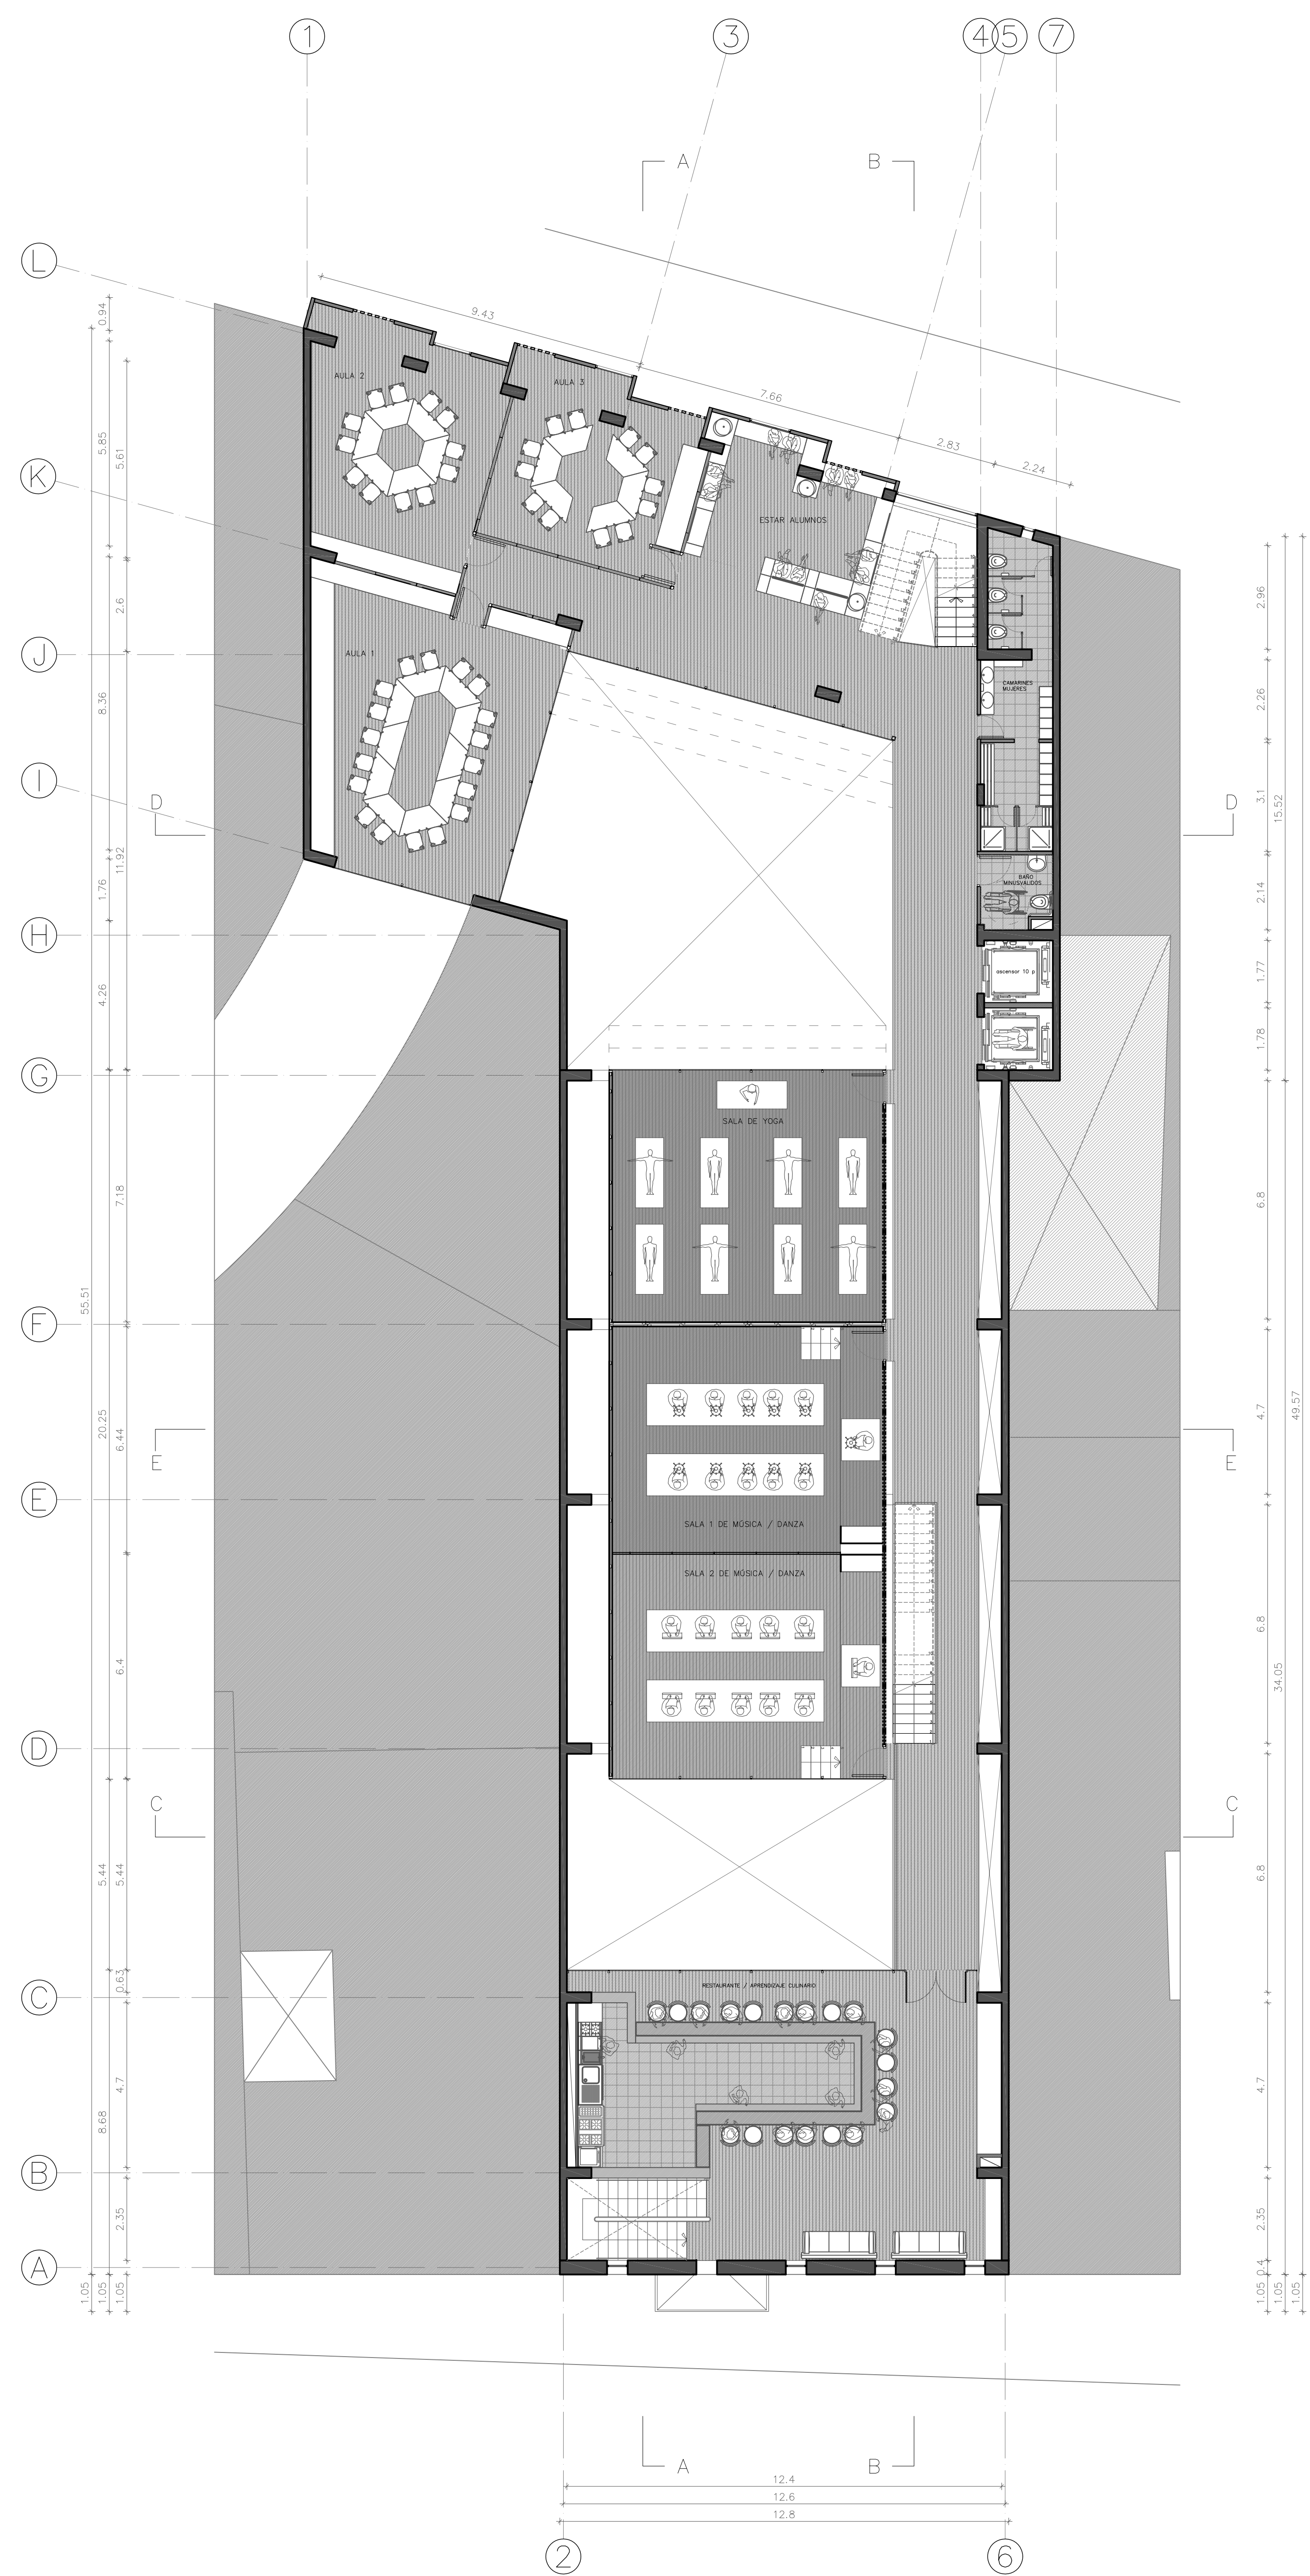 1
3
4
5
7
A
B
L
9.43
0.94
AULA 2
AULA 3
7.66
2.83
2.24
5.85
5.61
K
ESTAR ALUMNOS
2.96
2.6
J
AULA 1
CAMARINES
MUJERES
2.26
8.36
I
D
D
3.1
15.52
11.92
1.76
BAÑO
MINUSVALIDOS
2.14
H
ascensor 10 p
1.77
4.26
1.78
G
SALA DE YOGA
7.18
6.8
55.51
F
20.25
6.44
4.7
49.57
E
E
E
SALA 1 DE MÚSICA / DANZA
SALA 2 DE MÚSICA / DANZA
6.4
6.8
34.05
D
C
C
5.44
5.44
6.8
RESTAURANTE / APRENDIZAJE CULINARIO
0.63
C
4.7
4.7
8.68
B
2.35
2.35
A
0.4
1.05
1.05
1.05
1.05
1.05
1.05
A
B
12.4
12.6
12.8
2
6